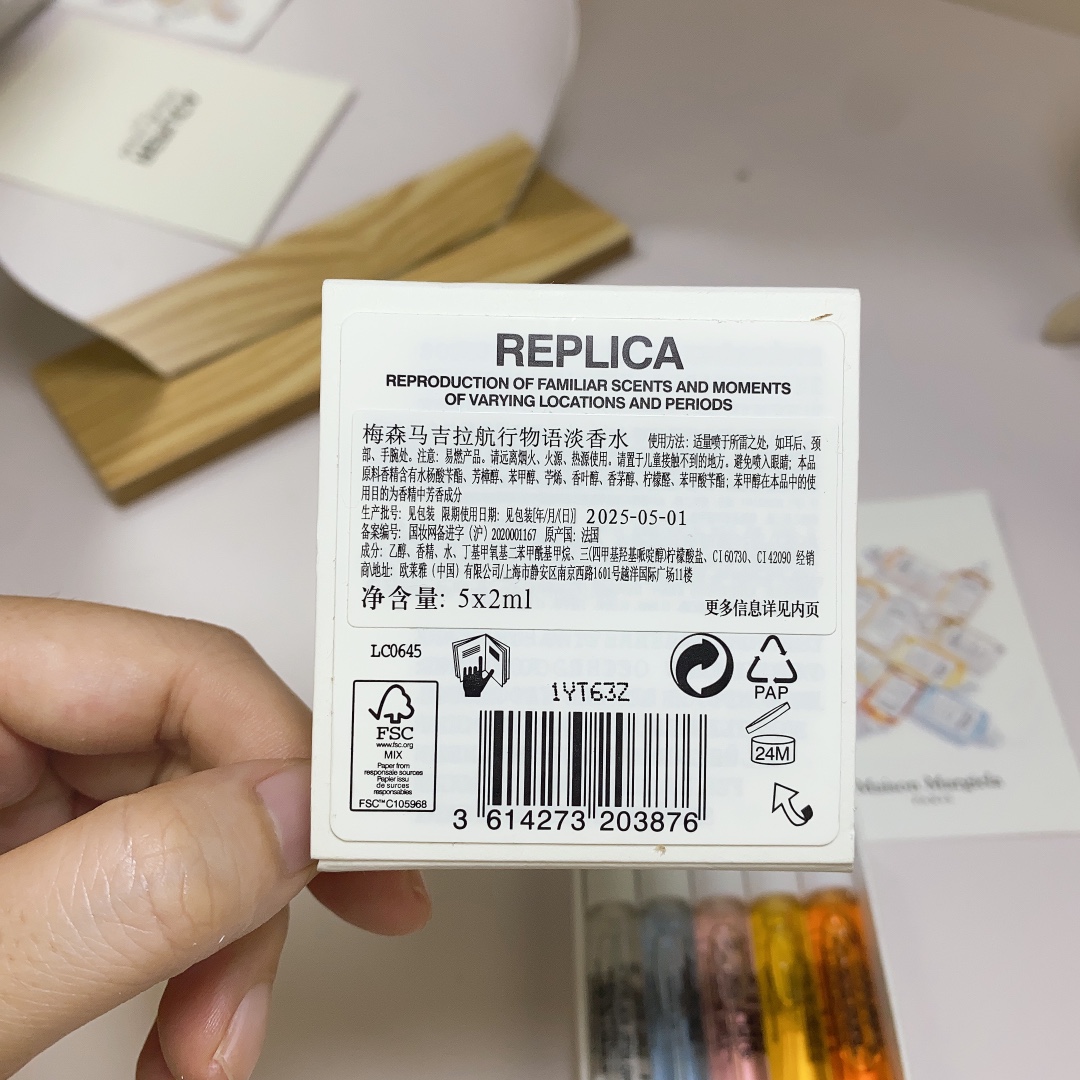 REPLICA
REPRODUCTION OF FAMILIAR SCENTS AND MOMENTS
OF VARYING LOCATIONS AND PERIODS
梅森马吉拉航行物语淡香水 使用方法：适量喷于所需之处，如耳后、颈
部、手腕处。注意：易燃产品。请远离烟火、火源、热源使用。请置于儿童接触不到的地方。避免喷入眼睛；本品
原料香精含有水杨酸苄酯、芳樟醇、苯甲醇、苧烯、香叶醇、香茅醇、柠檬醛、苯甲酸苄酯；苯甲醇在本品中的使
用目的为香精中芳香成分
生产批号：见包装 限期使用日期：见包装[年/月/(日)] 2025-05-01
备案编号：国妆网备进字（沪）2020001167 原产国：法国
成分：乙醇、香精、水、丁基甲氧基二苯甲酰基甲烷、三(四甲基羟基哌啶醇)柠檬酸盐、CI 60730、CI 42090 经销
商\地址：欧莱雅（中国）有限公司/上海市静安区南京西路1601号越洋国际广场11楼
净含量：5x2ml
更多信息详见内页
LC0645
1YT63Z
PAP
FSC
www.fsc.org
MIX
Paper from
responsible sources
Papier issu
de sources
responsables
FSC™ C105968
24M
3 614273 203876
Maison Margiela